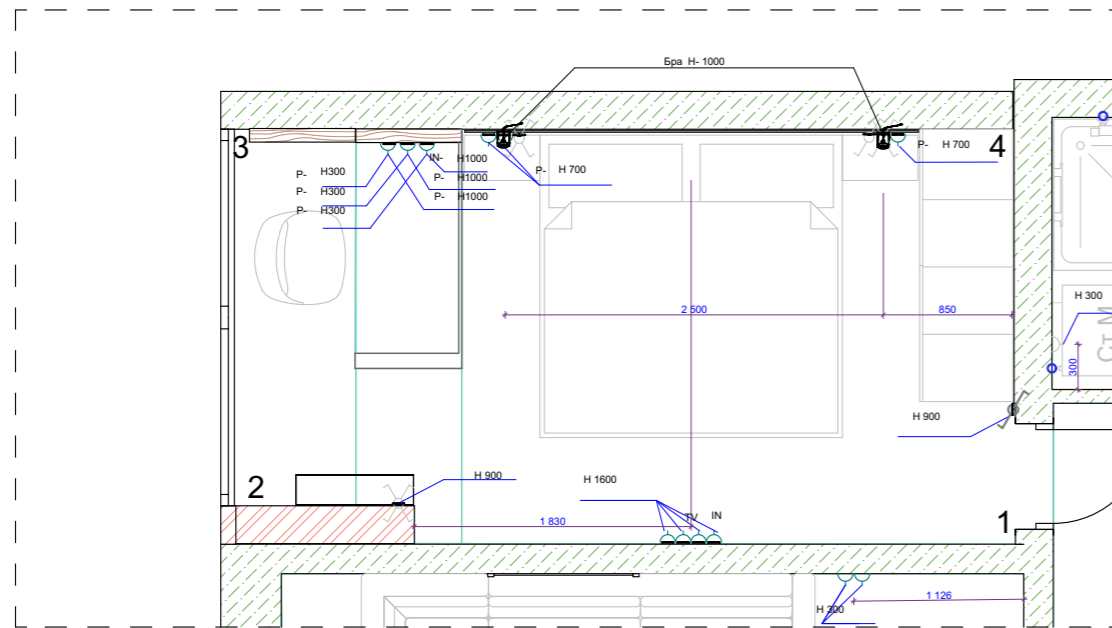 Бра H- 1000
3
4
IN- H1000
P- H 700
P- H300
P- H 700
P- H1000
P- H300
P- H1000
P- H300
H 300
2 500
850
Ст.М
300
H 900
H 900
H 1600
2
TV IN
1 830
1
1 126
H 300